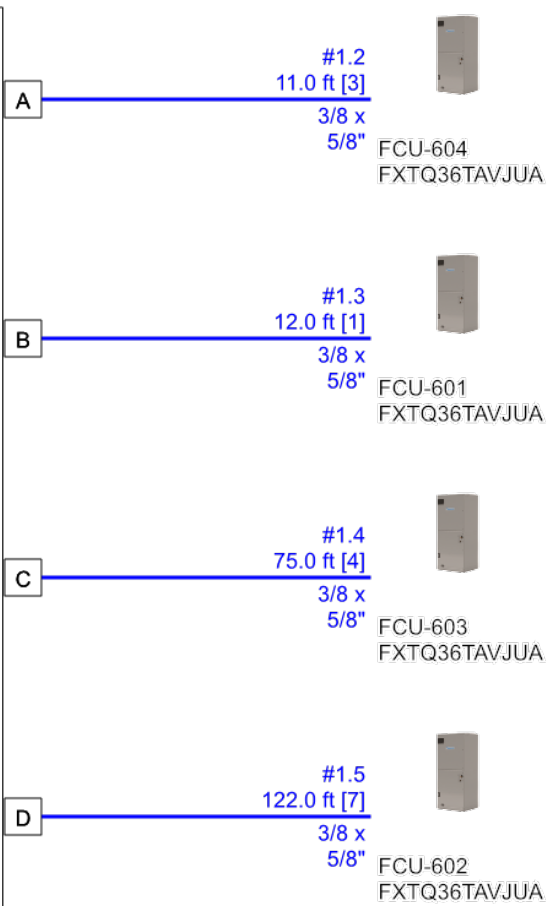 A
#1.2
11.0 ft [3]
3/8 x
5/8"
FCU-604
FXTQ36TAVJUA
B
#1.3
12.0 ft [1]
3/8 x
5/8"
FCU-601
FXTQ36TAVJUA
C
#1.4
75.0 ft [4]
3/8 x
5/8"
FCU-603
FXTQ36TAVJUA
D
#1.5
122.0 ft [7]
3/8 x
5/8"
FCU-602
FXTQ36TAVJUA